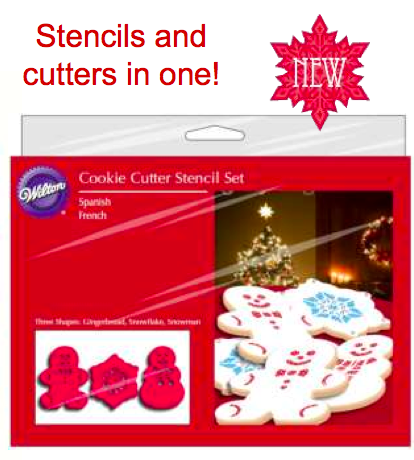 Stencils and
cutters in one!
NEW
Wilton
Cookie Cutter Stencil Set
Spanish
French
Three Shapes: Gingerbread, Snowflake, Snowman